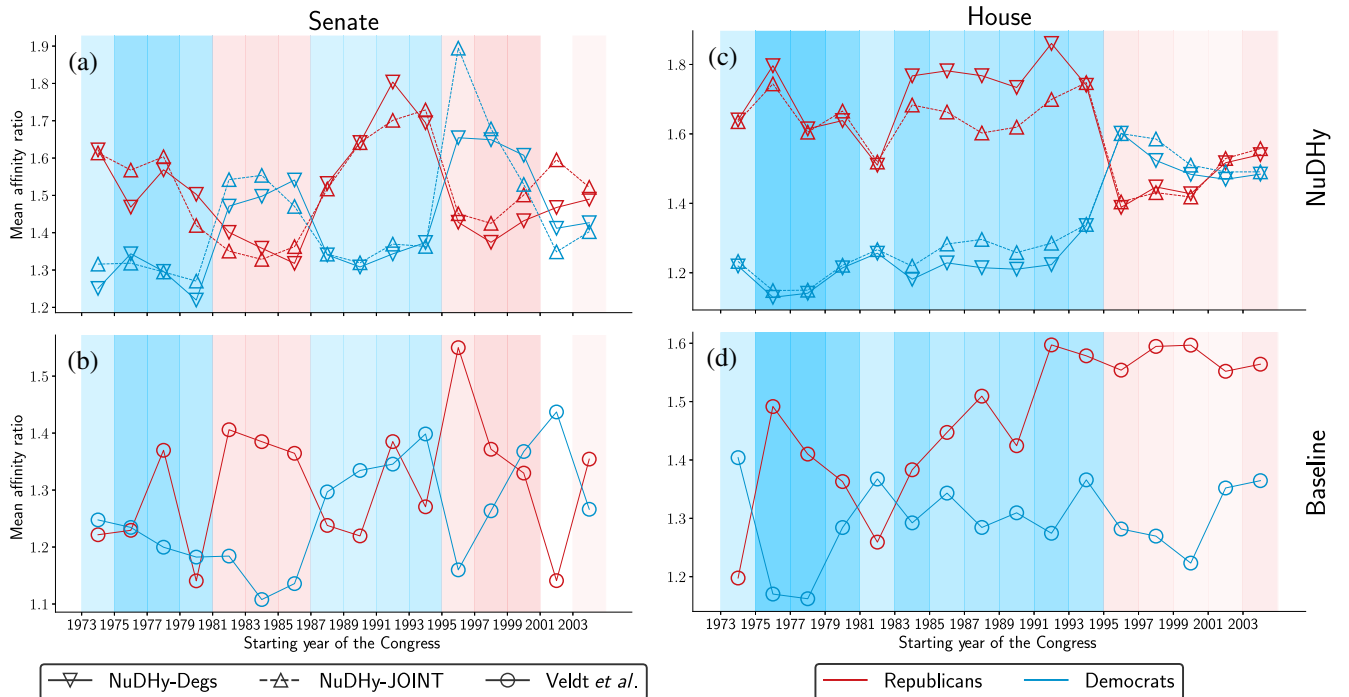 Senate
House
(a)
1.9
1.8
1.7
1.6
1.5
1.4
1.3
1.2
Mean affinity ratio
(c)
1.8
1.6
1.4
1.2
NuDHy
(b)
1.5
1.4
1.3
1.2
1.1
Mean affinity ratio
(d)
1.6
1.5
1.4
1.3
1.2
Baseline
1973 1975 1977 1979 1981 1983 1985 1987 1989 1991 1993 1995 1997 1999 2001 2003
1973 1975 1977 1979 1981 1983 1985 1987 1989 1991 1993 1995 1997 1999 2001 2003
Starting year of the Congress
Starting year of the Congress
NuDHy-Degs NuDHy-JOINT Veldt et al.
Republicans Democrats